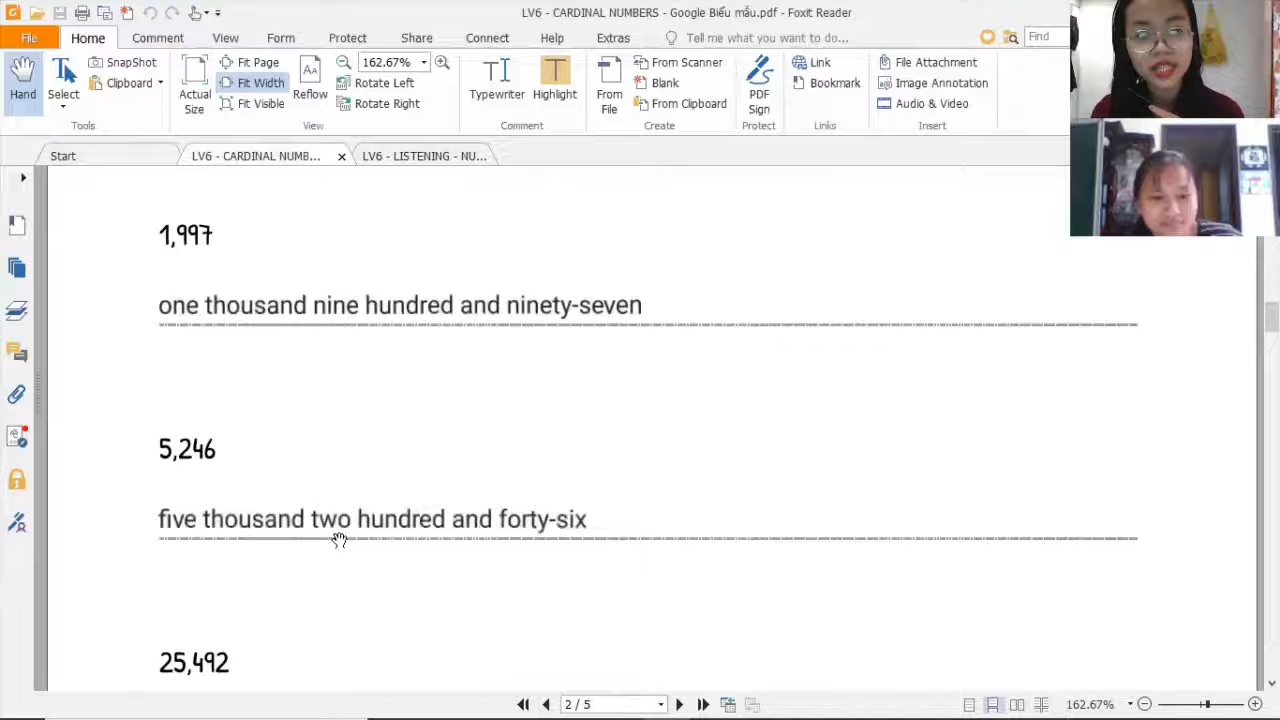 LV6 - CARDINAL NUMBERS - Google Biểu mẫu.pdf - Foxit Reader
File Home Comment View Form Protect Share Connect Help Extras Tell me what you want to do... Find
Hand
Select
SnapShot
Clipboard
Tools
Actual Size
Fit Page
Fit Visible
Reflow
162.67%
Rotate Left
Rotate Right
View
Typewriter
Highlight
Comment
From File
From Scanner
Blank
From Clipboard
Create
PDF Sign
Protect
Link
Bookmark
Links
File Attachment
Image Annotation
Audio & Video
Insert
Start LV6 - CARDINAL NUMB... LV6 - LISTENING - NU...
1,997
one thousand nine hundred and ninety-seven
5,246
five thousand two hundred and forty-six
25,492
2 / 5 162.67%